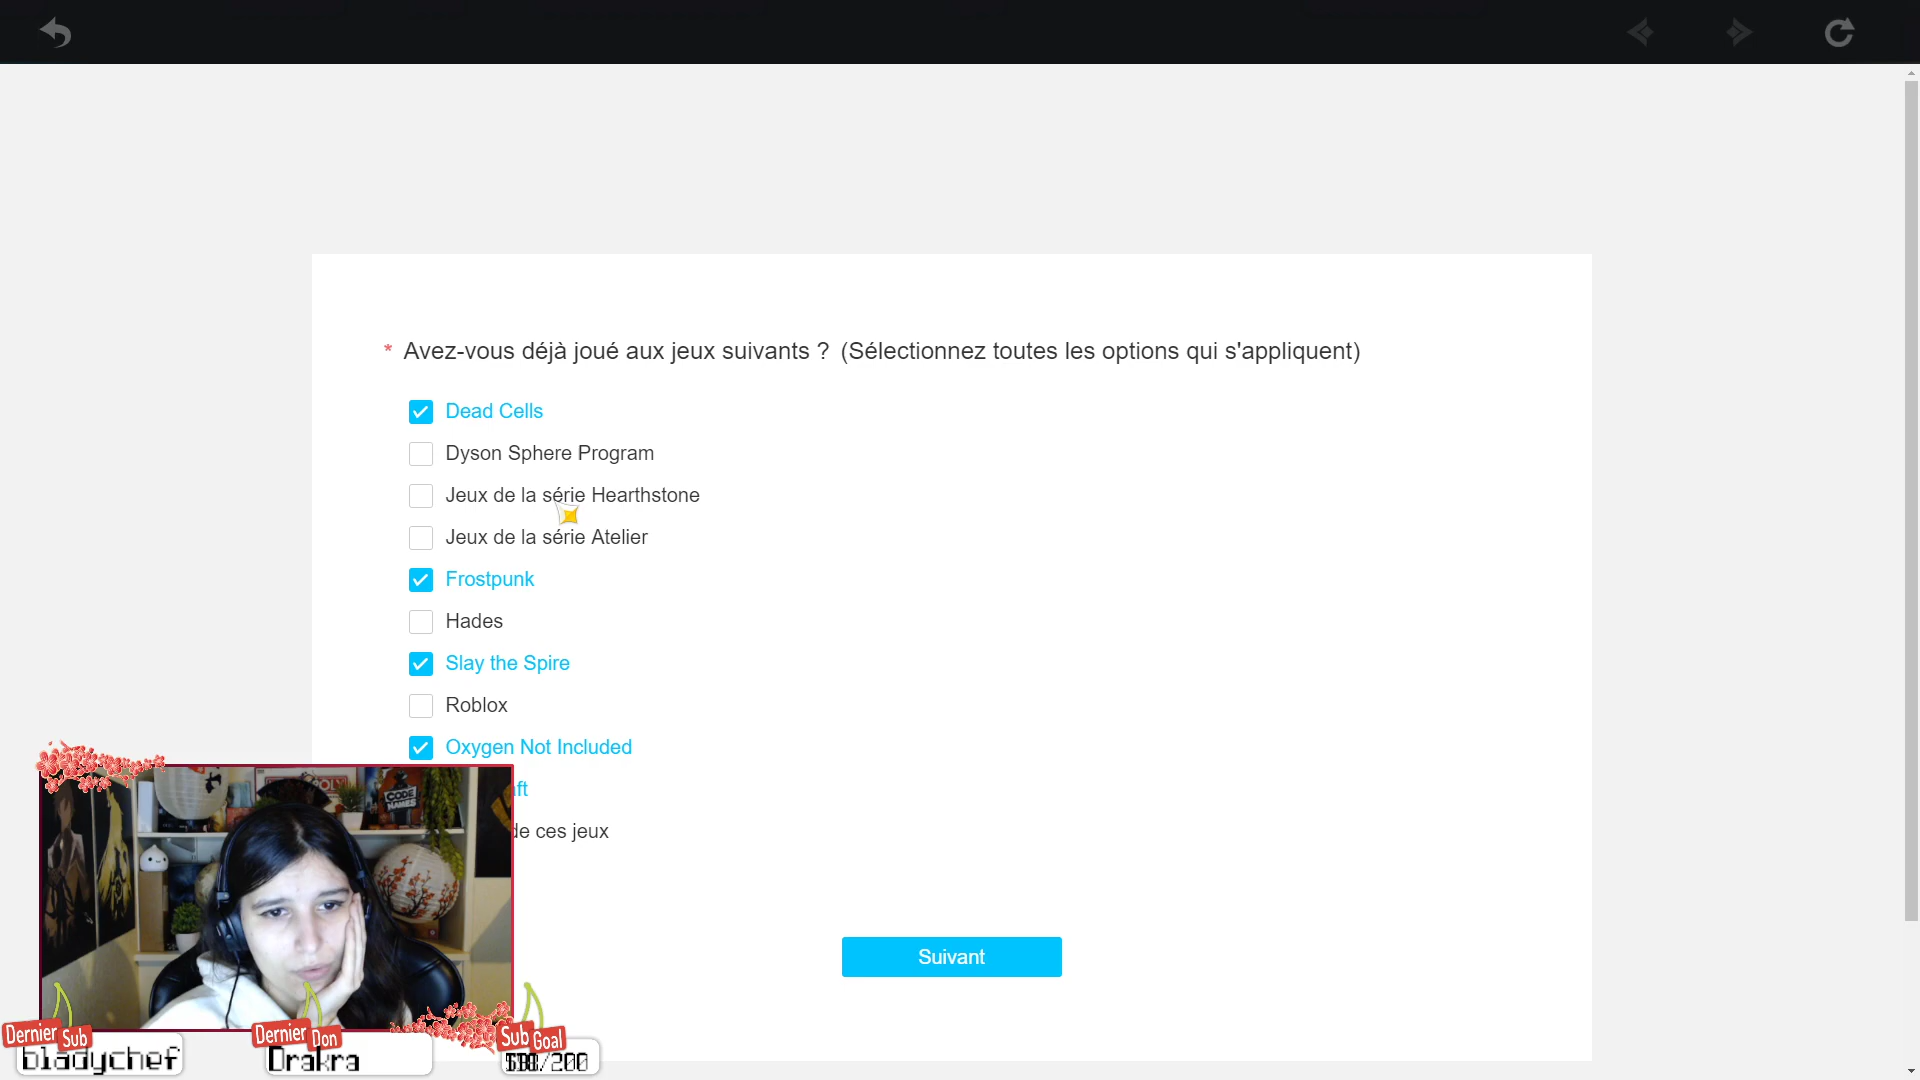 * Avez-vous déjà joué aux jeux suivants ? (Sélectionnez toutes les options qui s'appliquent)
Dead Cells
Dyson Sphere Program
Jeux de la série Hearthstone
Jeux de la série Atelier
Frostpunk
Hades
Slay the Spire
Roblox
Oxygen Not Included
ft
de ces jeux
Suivant
CODE
NAMES
Dernier Sub
bladychef
Dernier Don
Drakra
Sub Goal
/200